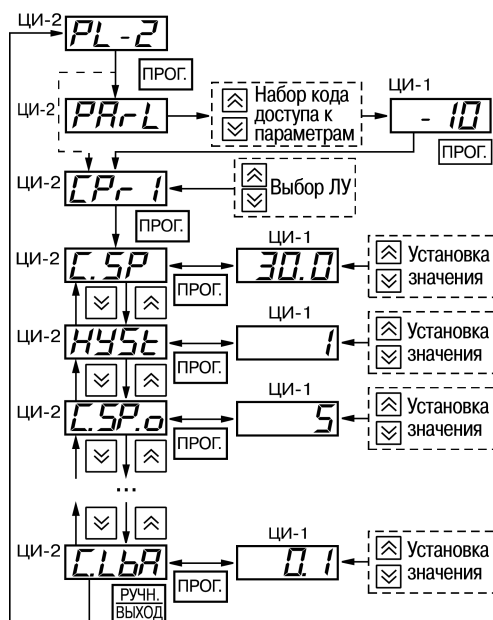 ЦИ-2 PL-2
ПРОГ.
ЦИ-2 PArL
Набор кода
доступа к
параметрам
ЦИ-1
- 10
ПРОГ.
ЦИ-2 CPr1
Выбор ЛУ
ПРОГ.
ЦИ-2 C.SP
ПРОГ.
ЦИ-1
30.0
Установка
значения
ЦИ-2 HYSt
ПРОГ.
ЦИ-1
1
Установка
значения
ЦИ-2 C.SP.o
ПРОГ.
ЦИ-1
5
Установка
значения
...
ЦИ-2 C.LbA
ПРОГ.
ЦИ-1
0.1
Установка
значения
РУЧН.
ВЫХОД